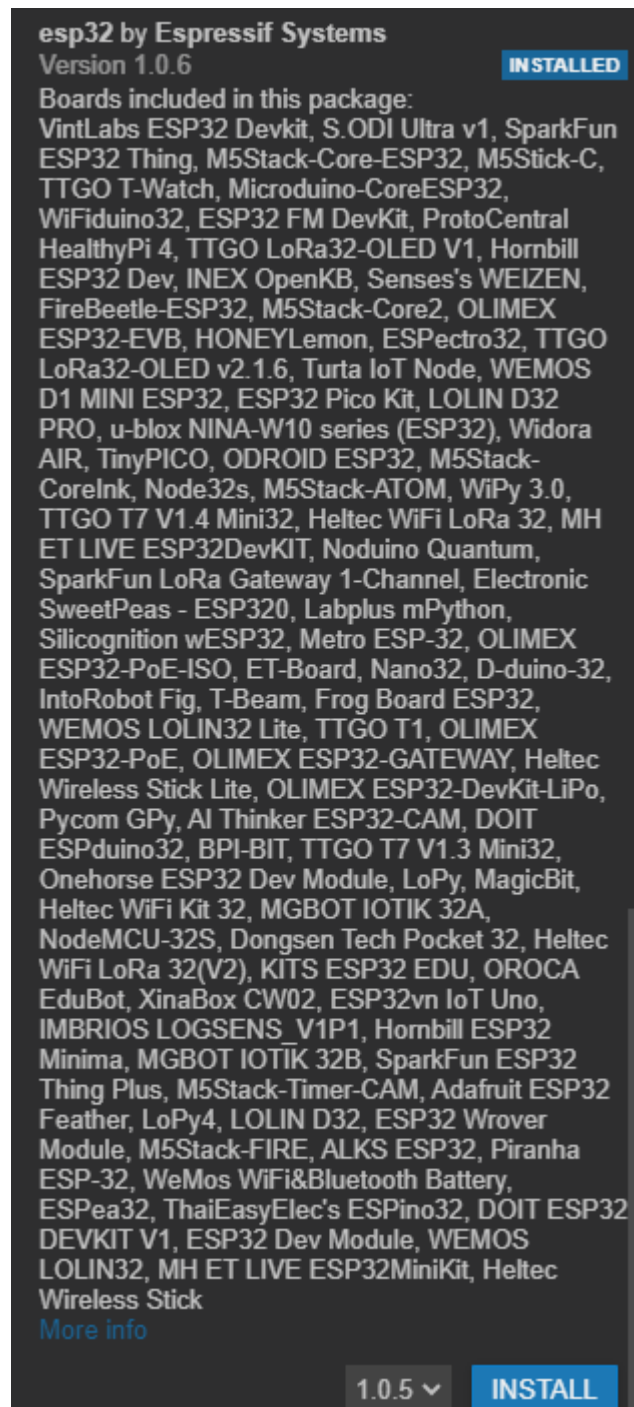 esp32 by Espressif Systems
Version 1.0.6 INSTALLED
Boards included in this package:
VintLabs ESP32 Devkit, S.ODI Ultra v1, SparkFun
ESP32 Thing, M5Stack-Core-ESP32, M5Stick-C,
TTGO T-Watch, Microduino-CoreESP32,
WiFiduino32, ESP32 FM DevKit, ProtoCentral
HealthyPi 4, TTGO LoRa32-OLED V1, Hornbill
ESP32 Dev, INEX OpenKB, Senses's WEIZEN,
FireBeetle-ESP32, M5Stack-Core2, OLIMEX
ESP32-EVB, HONEYLemon, ESPectro32, TTGO
LoRa32-OLED v2.1.6, Turta IoT Node, WEMOS
D1 MINI ESP32, ESP32 Pico Kit, LOLIN D32
PRO, u-blox NINA-W10 series (ESP32), Widora
AIR, TinyPICO, ODROID ESP32, M5Stack-
CoreInk, Node32s, M5Stack-ATOM, WiPy 3.0,
TTGO T7 V1.4 Mini32, Heltec WiFi LoRa 32, MH
ET LIVE ESP32DevKIT, Noduino Quantum,
SparkFun LoRa Gateway 1-Channel, Electronic
SweetPeas - ESP320, Labplus mPython,
Silicognition wESP32, Metro ESP-32, OLIMEX
ESP32-PoE-ISO, ET-Board, Nano32, D-duino-32,
IntoRobot Fig, T-Beam, Frog Board ESP32,
WEMOS LOLIN32 Lite, TTGO T1, OLIMEX
ESP32-PoE, OLIMEX ESP32-GATEWAY, Heltec
Wireless Stick Lite, OLIMEX ESP32-DevKit-LiPo,
Pycom GPy, AI Thinker ESP32-CAM, DOIT
ESPduino32, BPI-BIT, TTGO T7 V1.3 Mini32,
Onehorse ESP32 Dev Module, LoPy, MagicBit,
Heltec WiFi Kit 32, MGBOT IOTIK 32A,
NodeMCU-32S, Dongsen Tech Pocket 32, Heltec
WiFi LoRa 32(V2), KITS ESP32 EDU, OROCA
EduBot, XinaBox CW02, ESP32vn IoT Uno,
IMBRIOS LOGSENS_V1P1, Hornbill ESP32
Minima, MGBOT IOTIK 32B, SparkFun ESP32
Thing Plus, M5Stack-Timer-CAM, Adafruit ESP32
Feather, LoPy4, LOLIN D32, ESP32 Wrover
Module, M5Stack-FIRE, ALKS ESP32, Piranha
ESP-32, WeMos WiFi&Bluetooth Battery,
ESPea32, ThaiEasyElec's ESPino32, DOIT ESP32
DEVKIT V1, ESP32 Dev Module, WEMOS
LOLIN32, MH ET LIVE ESP32MiniKit, Heltec
Wireless Stick
More info
1.0.5 INSTALL